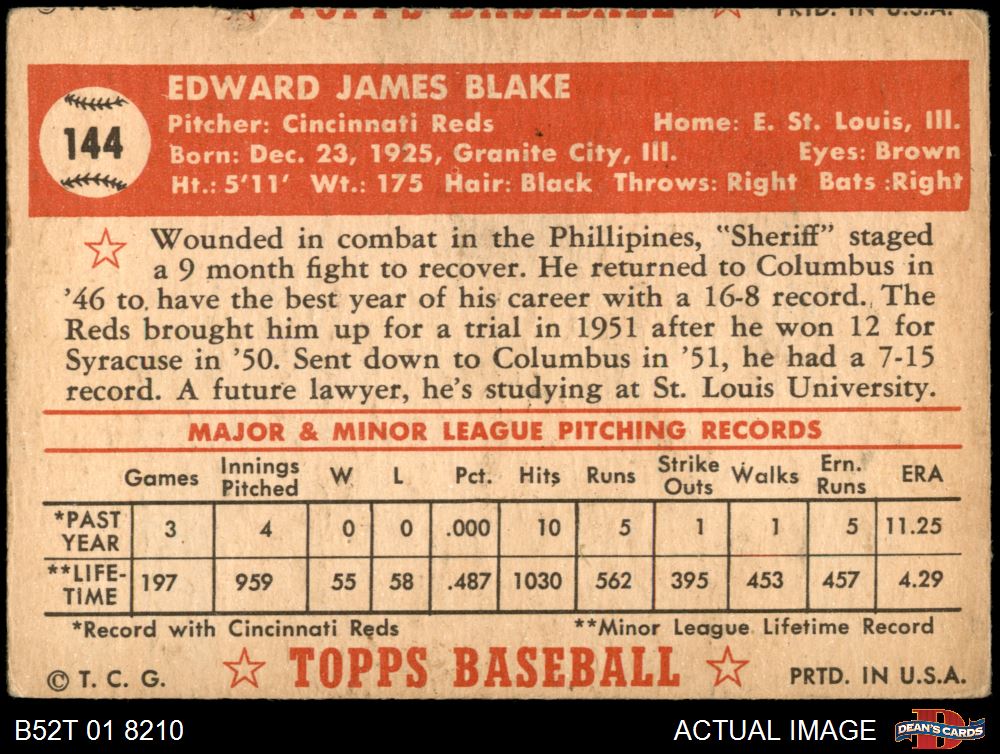 © T. C. G. TOPPS BASEBALL PRTD. IN U.S.A.
144
EDWARD JAMES BLAKE
Pitcher: Cincinnati Reds Home: E. St. Louis, Ill.
Born: Dec. 23, 1925, Granite City, Ill. Eyes: Brown
Ht.: 5'11' Wt.: 175 Hair: Black Throws: Right Bats :Right
Wounded in combat in the Phillipines, "Sheriff" staged
a 9 month fight to recover. He returned to Columbus in
'46 to have the best year of his career with a 16-8 record. The
Reds brought him up for a trial in 1951 after he won 12 for
Syracuse in '50. Sent down to Columbus in '51, he had a 7-15
record. A future lawyer, he's studying at St. Louis University.
MAJOR & MINOR LEAGUE PITCHING RECORDS
Games Innings Pitched W L Pct. Hits Runs Strike Outs Walks Ern. Runs ERA
*PAST YEAR 3 4 0 0 .000 10 5 1 1 5 11.25
**LIFE-TIME 197 959 55 58 .487 1030 562 395 453 457 4.29
*Record with Cincinnati Reds **Minor League Lifetime Record
© T. C. G. TOPPS BASEBALL PRTD. IN U.S.A.
B52T 01 8210 ACTUAL IMAGE D DEAN'S CARDS